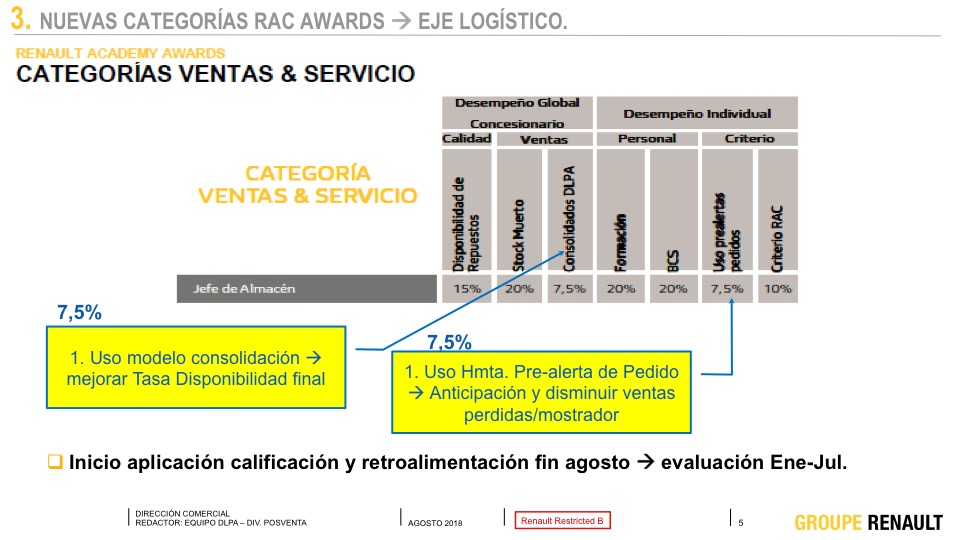 3. NUEVAS CATEGORÍAS RAC AWARDS → EJE LOGÍSTICO.
RENAULT ACADEMY AWARDS
CATEGORÍAS VENTAS & SERVICIO
Desempeño Global
Concesionario
Desempeño Individual
Calidad
Ventas
Personal
Criterio
CATEGORÍA
VENTAS & SERVICIO
Disponibilidad de
Repuestos
Stock Muerto
Consolidados DLPA
Formación
BCS
Uso prealertas
pedidos
Criterio RAC
Jefe de Almacén 15% 20% 7,5% 20% 20% 7,5% 10%
7,5%
1. Uso modelo consolidación →
mejorar Tasa Disponibilidad final
7,5%
1. Uso Hmta. Pre-alerta de Pedido
→ Anticipación y disminuir ventas
perdidas/mostrador
❑ Inicio aplicación calificación y retroalimentación fin agosto → evaluación Ene-Jul.
DIRECCIÓN COMERCIAL
REDACTOR: EQUIPO DLPA – DIV. POSVENTA
AGOSTO 2018
Renault Restricted B
5
GROUPE RENAULT